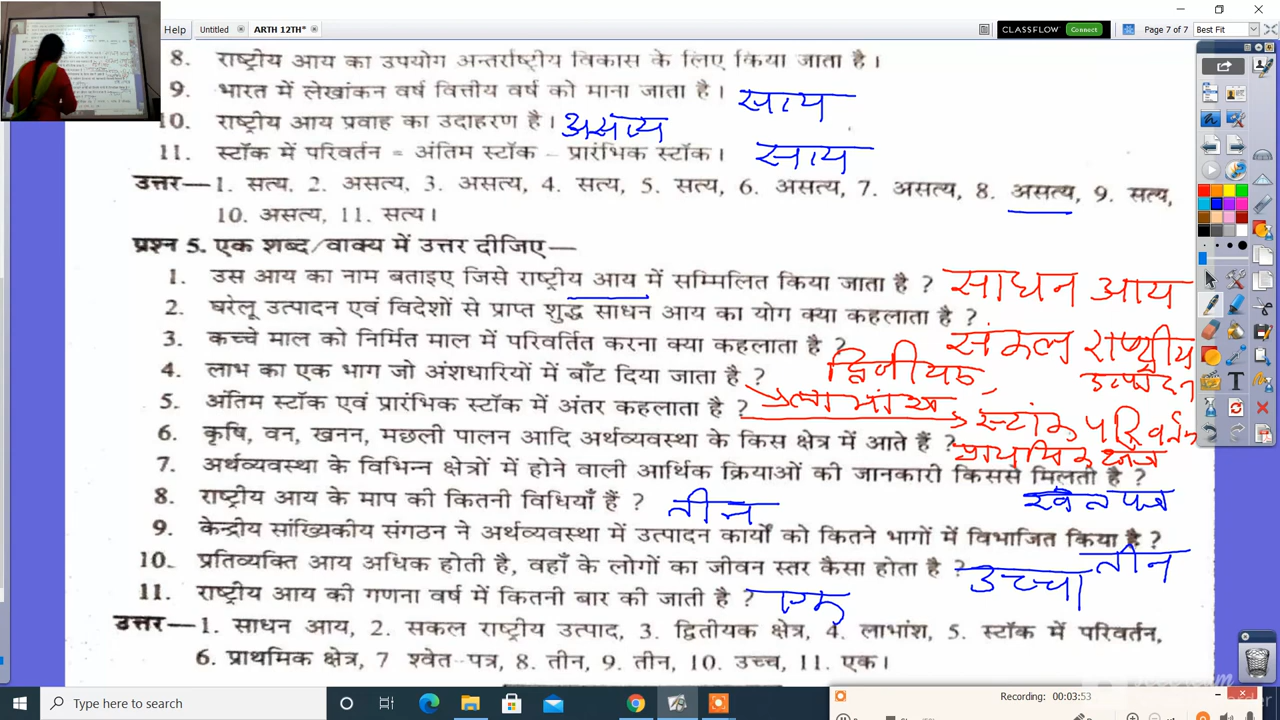 Help Untitled ARTH 12TH* CLASSFLOW Connect Page 7 of 7 Best Fit
8. राष्ट्रीय आय का उपयोग अन्तर्राष्ट्रीय विकास के लिए किया जाता है।
9. भारत में लेखांकन वर्ष वित्तीय वर्ष को माना जाता है। सत्य
10. राष्ट्रीय आय प्रवाह का उदाहरण है। असत्य
11. स्टॉक में परिवर्तन = अंतिम स्टॉक – प्रारंभिक स्टॉक। सत्य
उत्तर—1. सत्य, 2. असत्य, 3. असत्य, 4. सत्य, 5. सत्य, 6. असत्य, 7. असत्य, 8. असत्य, 9. सत्य,
10. असत्य, 11. सत्य।
प्रश्न 5. एक शब्द/वाक्य में उत्तर दीजिए—
1. उस आय का नाम बताइए जिसे राष्ट्रीय आय में सम्मिलित किया जाता है ? साधन आय
2. घरेलू उत्पादन एवं विदेशों से प्राप्त शुद्ध साधन आय का योग क्या कहलाता है ?
संकल राष्ट्रीय
उत्पादन
3. कच्चे माल को निर्मित माल में परिवर्तित करना क्या कहलाता है ?
4. लाभ का एक भाग जो अंशधारियों में बाँट दिया जाता है ?
5. अंतिम स्टॉक एवं प्रारंभिक स्टॉक में अंतर कहलाता है ? स्टांक परिवर्तन
6. कृषि, वन, खनन, मछली पालन आदि अर्थव्यवस्था के किस क्षेत्र में आते हैं ?
7. अर्थव्यवस्था के विभिन्न क्षेत्रों में होने वाली आर्थिक क्रियाओं की जानकारी किससे मिलती है ?
8. राष्ट्रीय आय के माप की कितनी विधियाँ हैं ? तीन
9. केन्द्रीय सांख्यिकीय संगठन ने अर्थव्यवस्था में उत्पादन कार्यों को कितने भागों में विभाजित किया है ? तीन
10. प्रतिव्यक्ति आय अधिक होती है, वहाँ के लोगों का जीवन स्तर कैसा होता है ? उच्चा
11. राष्ट्रीय आय की गणना वर्ष में कितनी बार की जाती है ? एक
उत्तर—1. साधन आय, 2. सकल राष्ट्रीय उत्पाद, 3. द्वितीयक क्षेत्र, 4. लाभांश, 5. स्टॉक में परिवर्तन,
6. प्राथमिक क्षेत्र, 7 श्वेत-पत्र, 8. तीन, 9. तीन, 10. उच्च, 11. एक।
Recording: 00:03:53
Type here to search